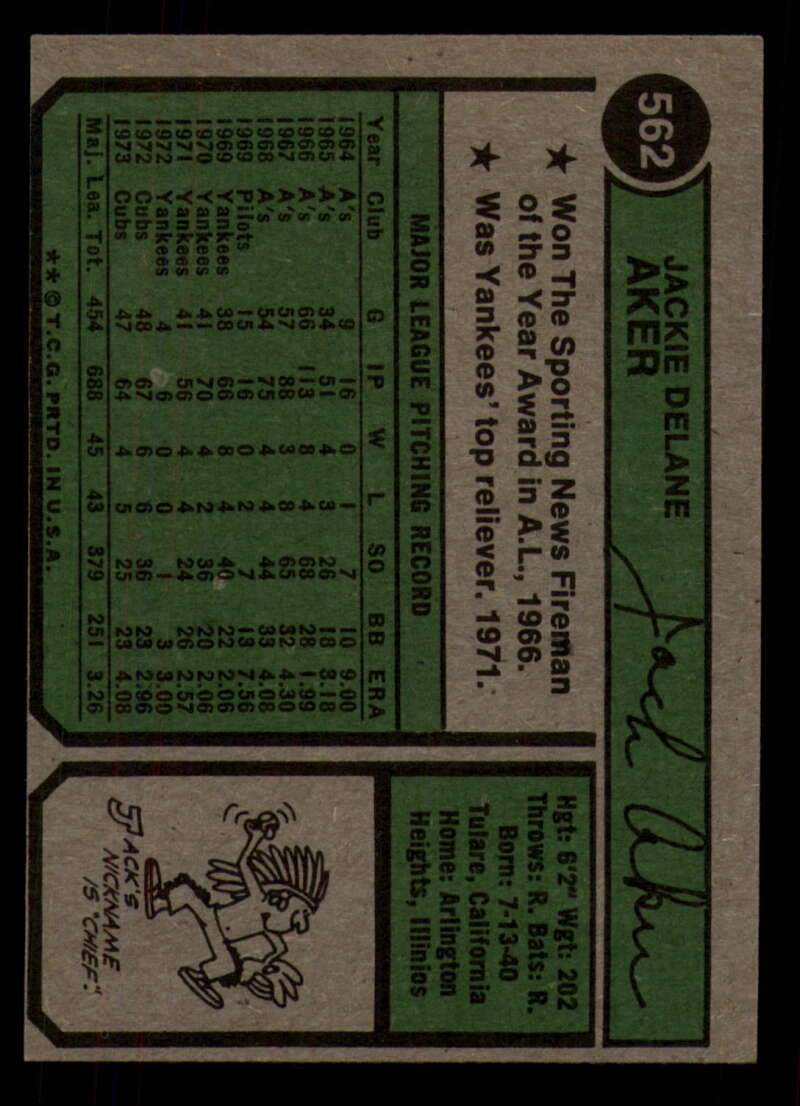 562
JACKIE DELANE
AKER
Jack Aker
★ Won The Sporting News Fireman
of the Year Award in A.L., 1966.
★ Was Yankees' top reliever. 1971.
MAJOR LEAGUE PITCHING RECORD
Year Club G IP W L SO BB ERA
1964 A's 9 16 0 1 7 10 9.00
1965 A's 34 51 4 3 26 18 3.18
1966 A's 66 113 8 4 68 28 1.99
1967 A's 57 88 3 8 65 32 4.30
1968 A's 54 75 4 4 44 33 4.08
1969 Pilots 15 16 0 2 7 13 7.56
1969 Yankees 38 66 8 4 40 22 2.06
1970 Yankees 41 70 4 2 36 20 2.06
1971 Yankees 41 56 4 4 24 26 2.57
1972 Yankees 4 6 0 0 1 3 3.00
1972 Cubs 48 67 6 6 36 23 2.96
1973 Cubs 47 64 4 5 25 23 4.08
Maj. Lea. Tot. 454 688 45 43 379 251 3.26
**©T.C.G. PRTD. IN U.S.A.
Hgt: 6'2" Wgt: 202
Throws: R. Bats: R.
Born: 7-13-40
Tulare, California
Home: Arlington
Heights, Illinios
JACK'S
NICKNAME
IS "CHIEF."